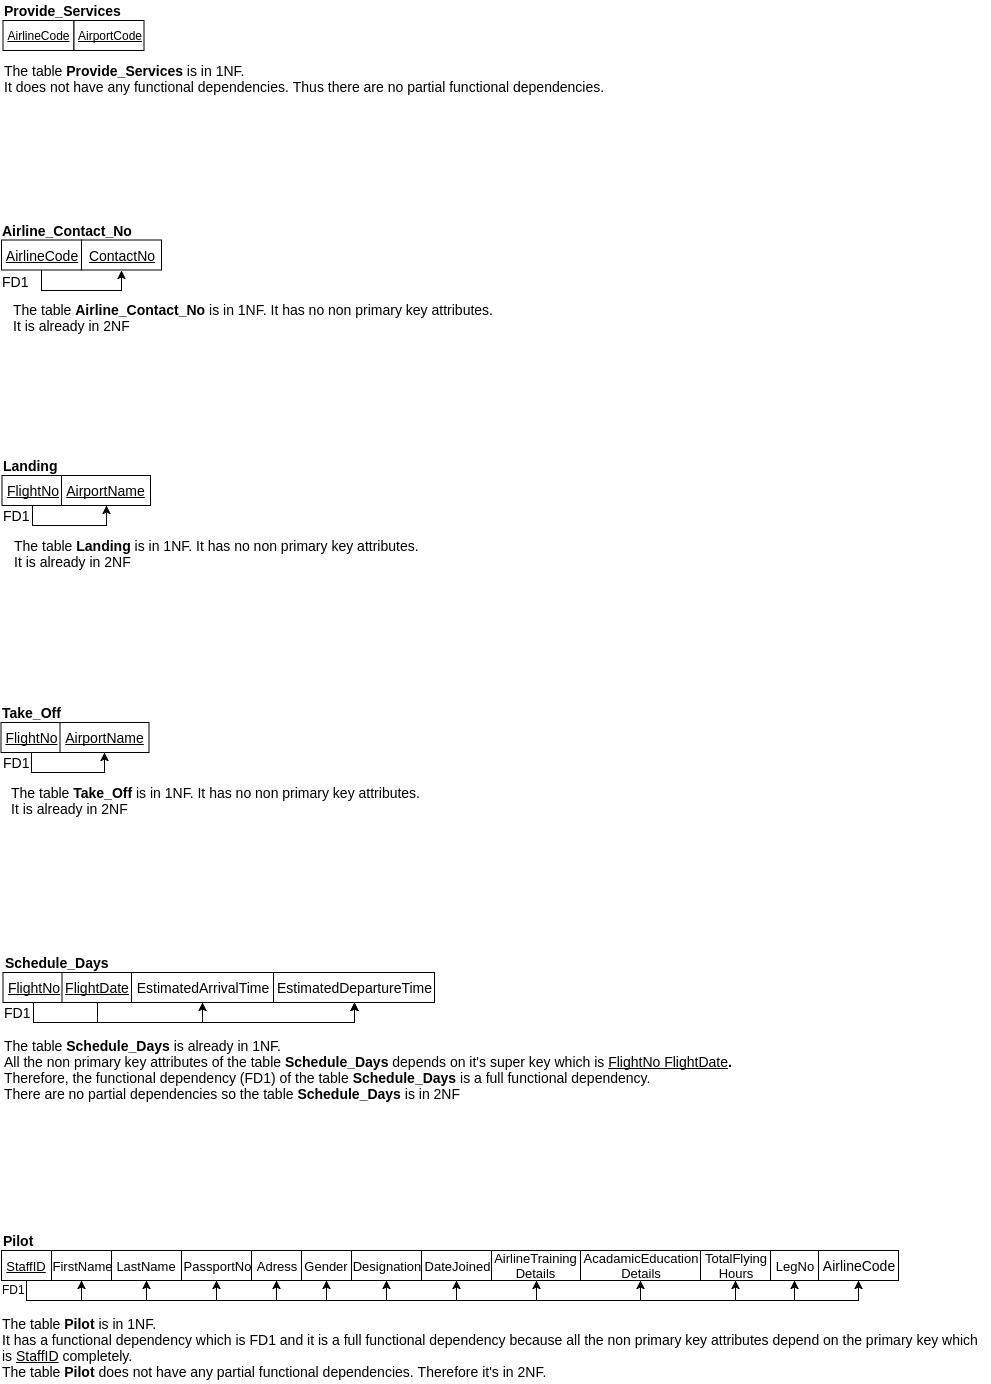 Provide_Services
AirlineCode AirportCode
The table Provide_Services is in 1NF.
It does not have any functional dependencies. Thus there are no partial functional dependencies.
Airline_Contact_No
AirlineCode ContactNo
FD1
The table Airline_Contact_No is in 1NF. It has no non primary key attributes.
It is already in 2NF
Landing
FlightNo AirportName
FD1
The table Landing is in 1NF. It has no non primary key attributes.
It is already in 2NF
Take_Off
FlightNo AirportName
FD1
The table Take_Off is in 1NF. It has no non primary key attributes.
It is already in 2NF
Schedule_Days
FlightNo FlightDate EstimatedArrivalTime EstimatedDepartureTime
FD1
The table Schedule_Days is already in 1NF.
All the non primary key attributes of the table Schedule_Days depends on it's super key which is FlightNo FlightDate.
Therefore, the functional dependency (FD1) of the table Schedule_Days is a full functional dependency.
There are no partial dependencies so the table Schedule_Days is in 2NF
Pilot
StaffID FirstName LastName PassportNo Adress Gender Designation DateJoined AirlineTraining Details AcadamicEducation Details TotalFlying Hours LegNo AirlineCode
FD1
The table Pilot is in 1NF.
It has a functional dependency which is FD1 and it is a full functional dependency because all the non primary key attributes depend on the primary key which
is StaffID completely.
The table Pilot does not have any partial functional dependencies. Therefore it's in 2NF.